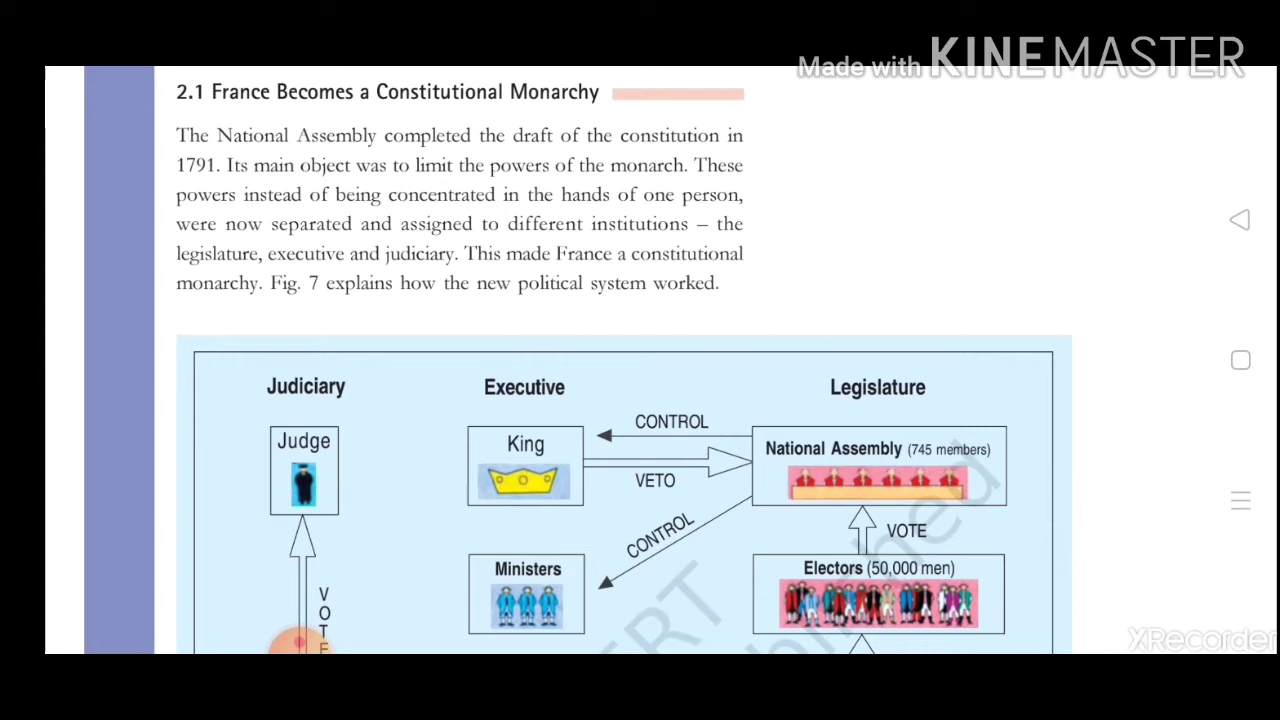 Made with KINEMASTER
2.1 France Becomes a Constitutional Monarchy
The National Assembly completed the draft of the constitution in
1791. Its main object was to limit the powers of the monarch. These
powers instead of being concentrated in the hands of one person,
were now separated and assigned to different institutions – the
legislature, executive and judiciary. This made France a constitutional
monarchy. Fig. 7 explains how the new political system worked.
Judiciary
Executive
Legislature
Judge
King
CONTROL
VETO
National Assembly (745 members)
CONTROL
VOTE
Ministers
Electors (50,000 men)
VOTE
XRecorder